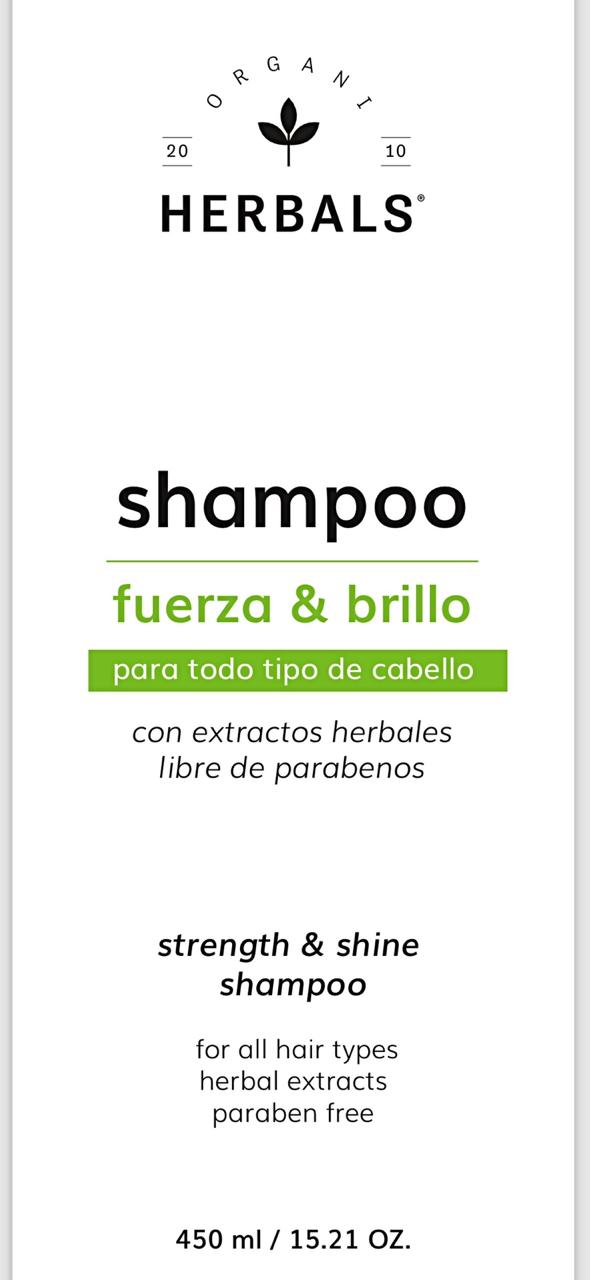 ORGANI
20 10
HERBALS®
shampoo
fuerza & brillo
para todo tipo de cabello
con extractos herbales
libre de parabenos
strength & shine
shampoo
for all hair types
herbal extracts
paraben free
450 ml / 15.21 OZ.